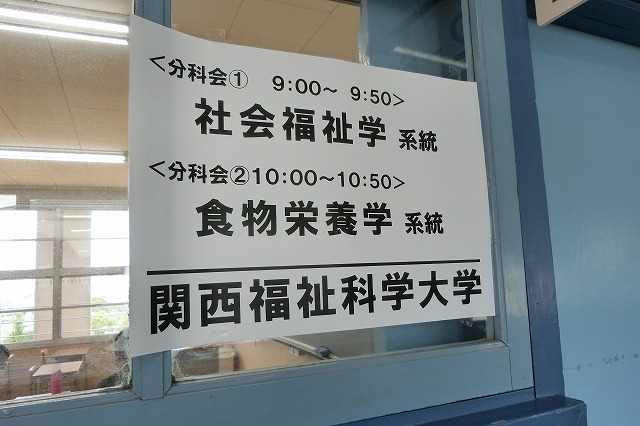 ＜分科会① 9:00～ 9:50＞
社会福祉学 系統
＜分科会②10:00～10:50＞
食物栄養学 系統
関西福祉科学大学